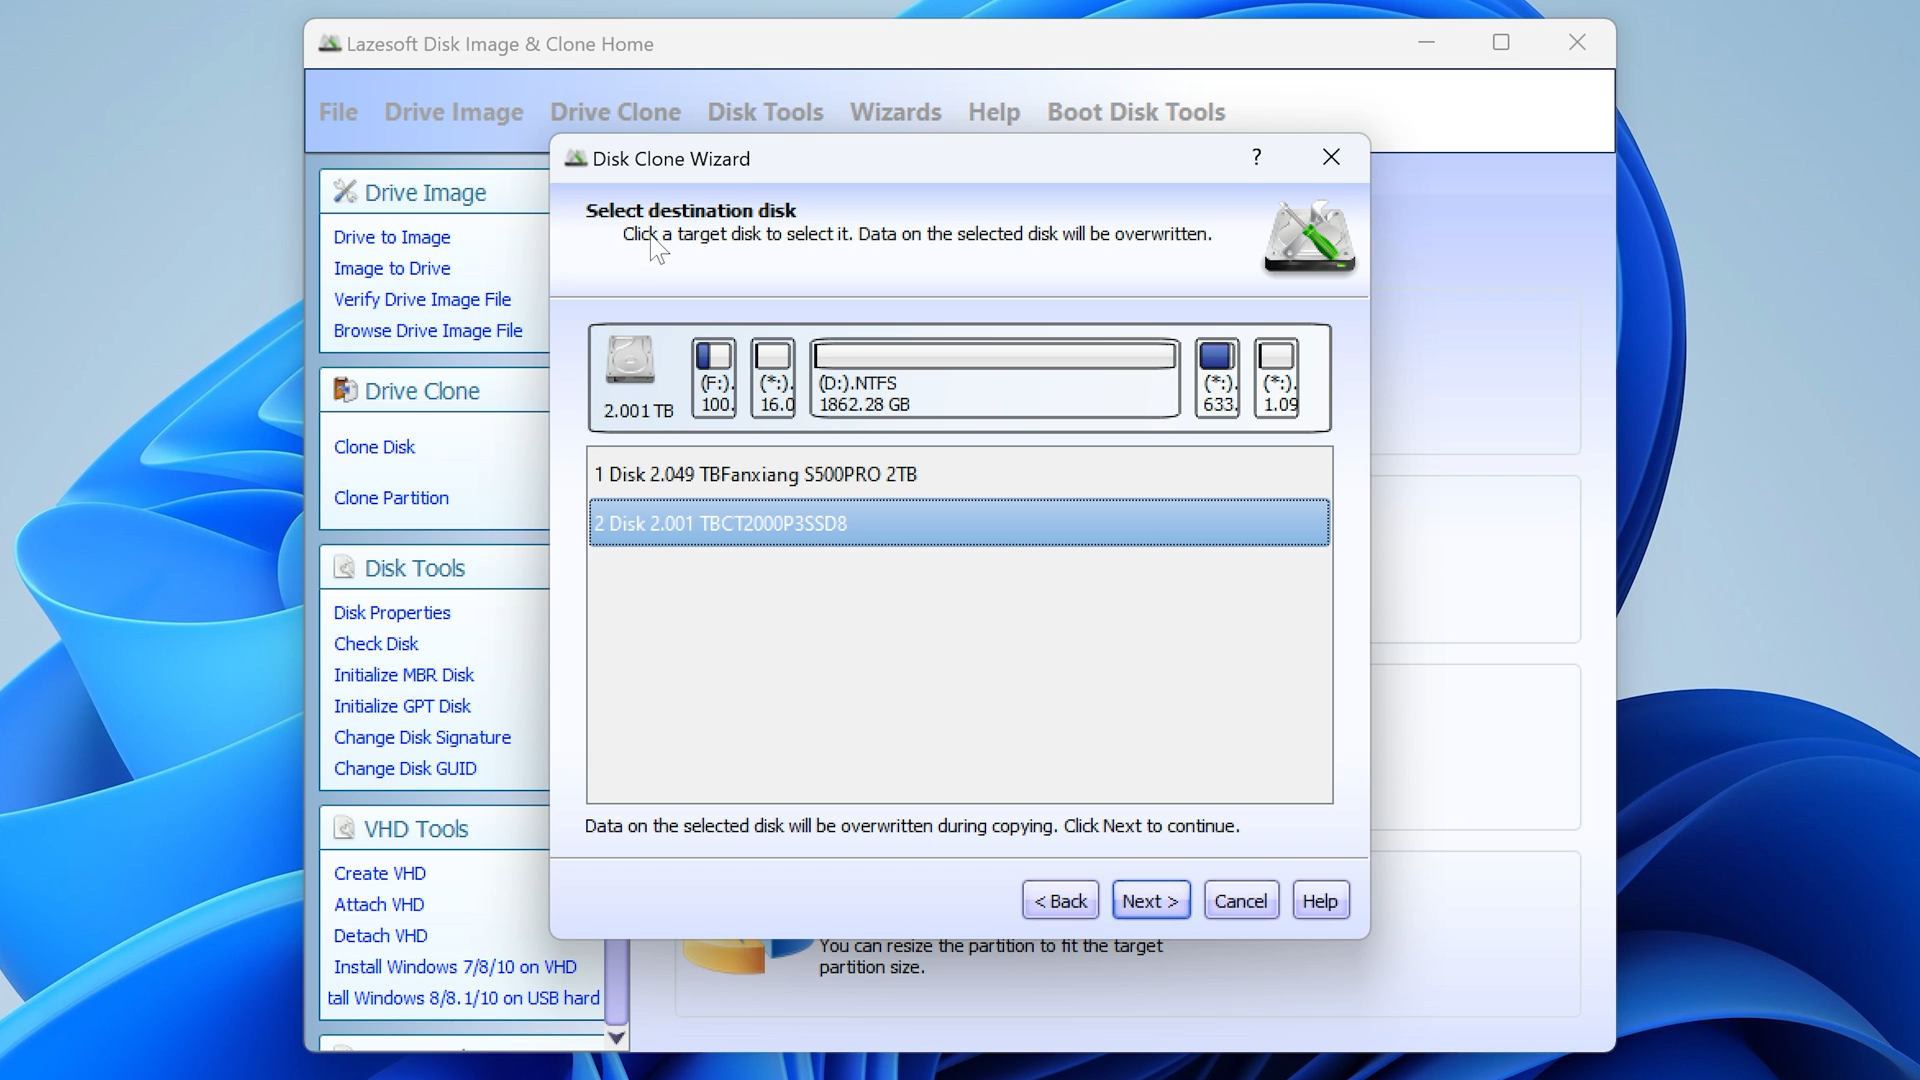 Lazesoft Disk Image & Clone Home
File Drive Image Drive Clone Disk Tools Wizards Help Boot Disk Tools
Drive Image
Drive to Image
Image to Drive
Verify Drive Image File
Browse Drive Image File
Drive Clone
Clone Disk
Clone Partition
Disk Tools
Disk Properties
Check Disk
Initialize MBR Disk
Initialize GPT Disk
Change Disk Signature
Change Disk GUID
VHD Tools
Create VHD
Attach VHD
Detach VHD
Install Windows 7/8/10 on VHD
tall Windows 8/8.1/10 on USB hard
Disk Clone Wizard
?
Select destination disk
Click a target disk to select it. Data on the selected disk will be overwritten.
2.001 TB
(F:).
100.
(*:).
16.0
(D:).NTFS
1862.28 GB
(*:).
633.
(*:).
1.09
1 Disk 2.049 TBFanxiang S500PRO 2TB
2 Disk 2.001 TBCT2000P3SSD8
Data on the selected disk will be overwritten during copying. Click Next to continue.
< Back Next > Cancel Help
You can resize the partition to fit the target
partition size.